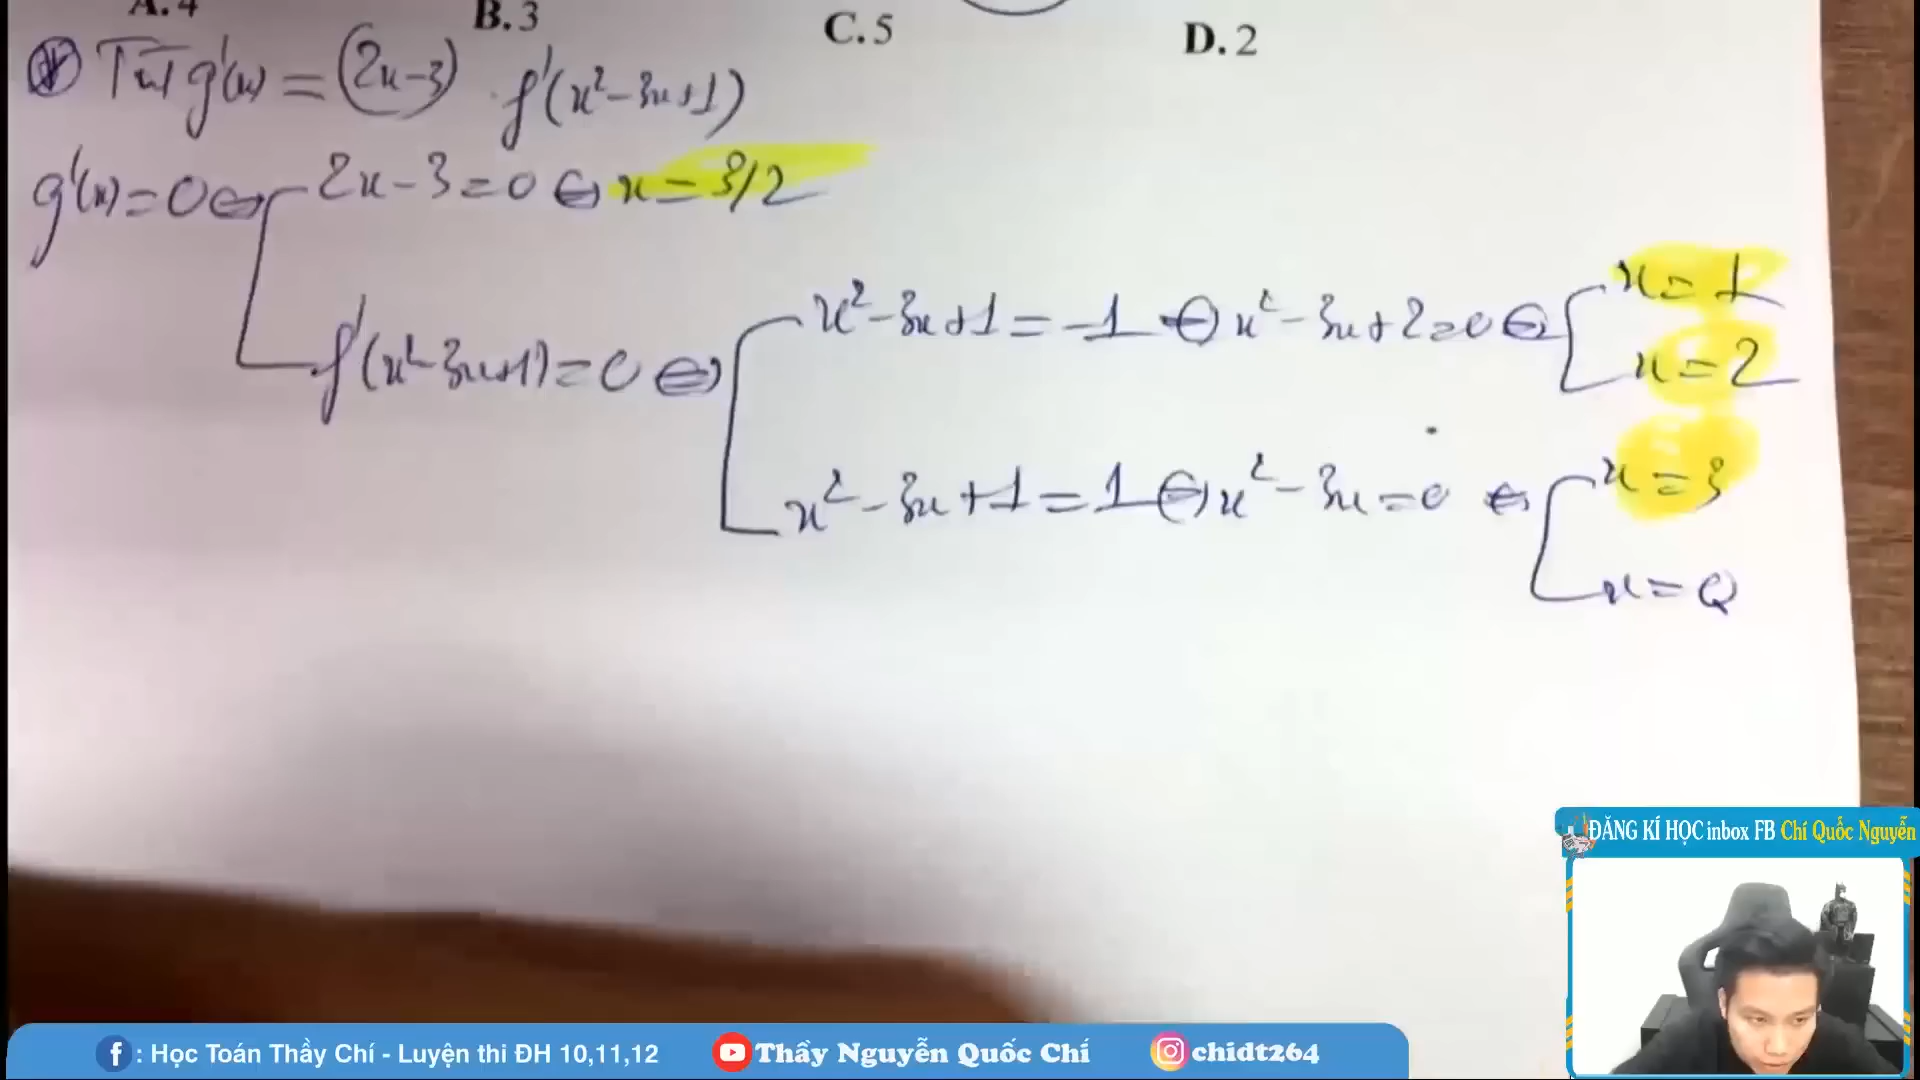 A. 4 B. 3 C. 5 D. 2
g'(x) = (2x-3) . f'(x²-3x+1)
g'(x)=0 ⇔ 2x-3=0 ⇔ x=3/2
f'(x²-3x+1)=0 ⇔ x²-3x+1=-1 ⇔ x²-3x+2=0 ⇔ x=1
x=2
x²-3x+1=1 ⇔ x²-3x=0 ⇔ x=3
x=0
ĐĂNG KÍ HỌC inbox FB Chí Quốc Nguyễn
f : Học Toán Thầy Chí - Luyện thi ĐH 10,11,12 Thầy Nguyễn Quốc Chí chidt264